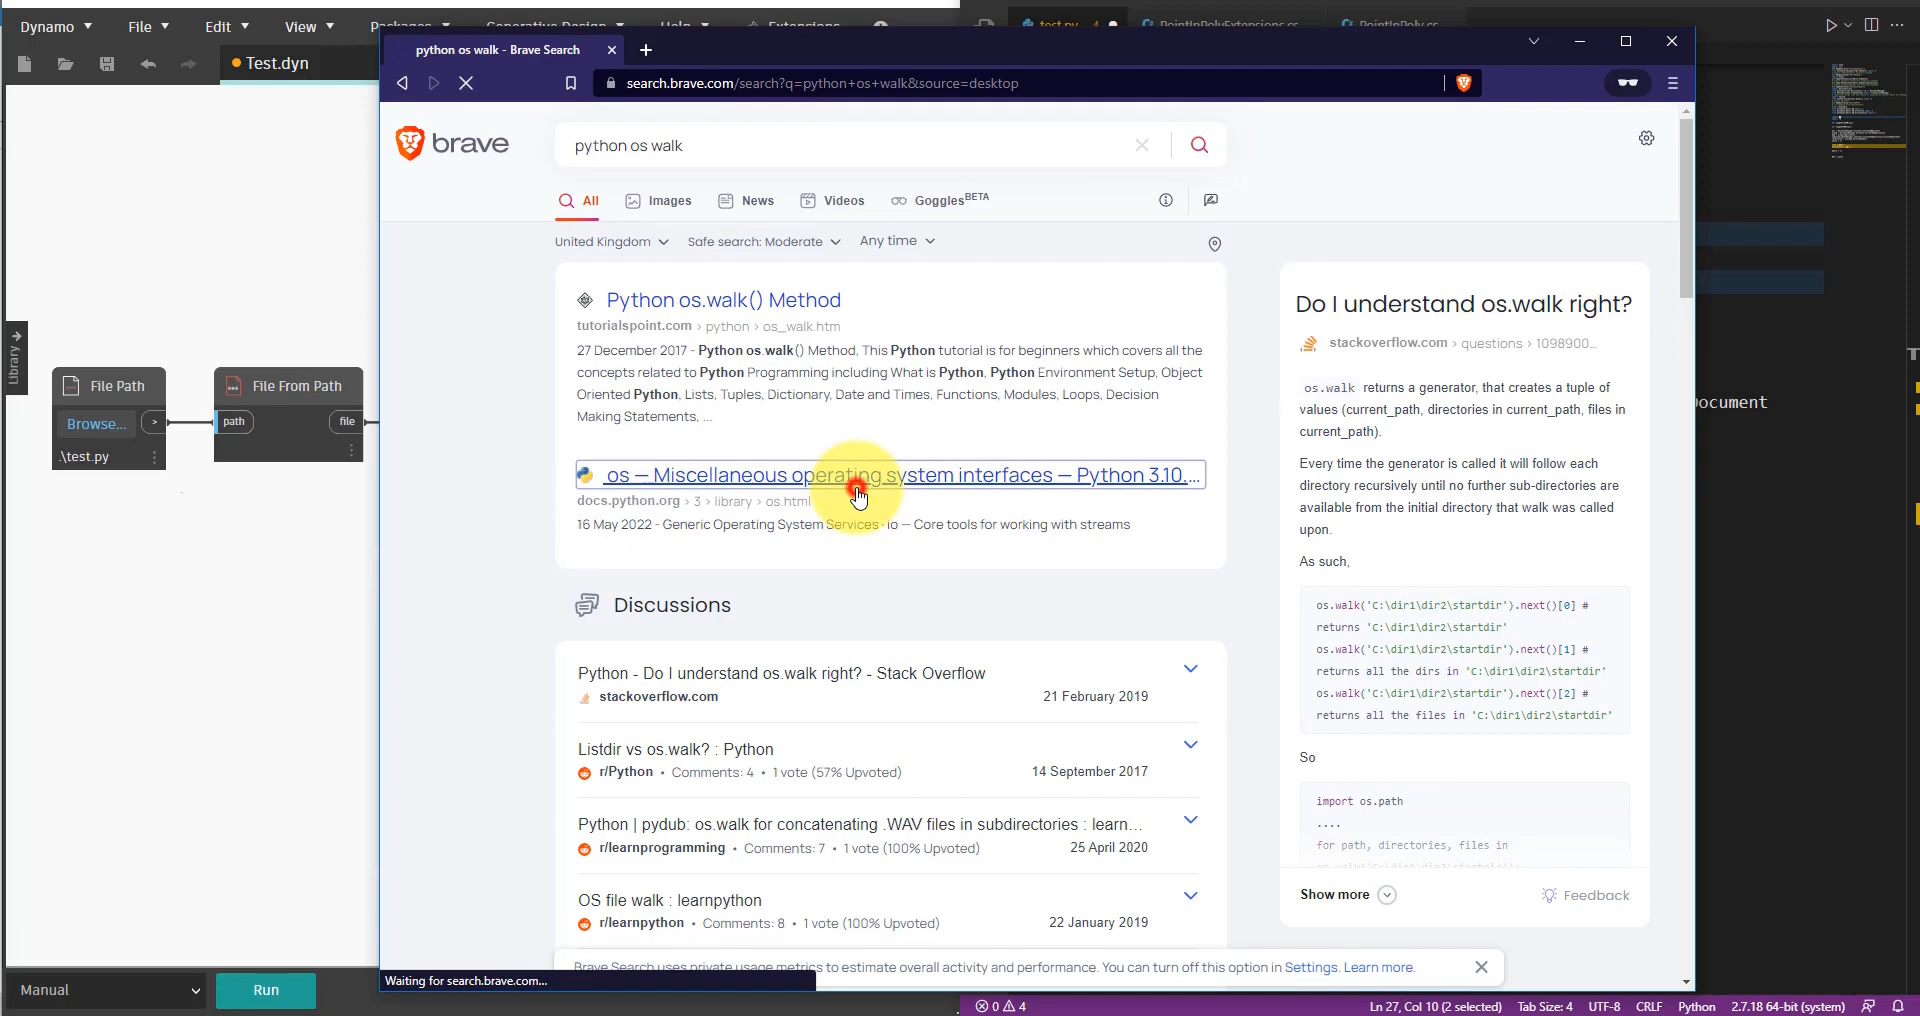 Dynamo File Edit View Packages Generative Design Help Extensions
Test.dyn
Library
File Path
Browse... >
.\test.py
File From Path
path file
Manual Run
python os walk - Brave Search
search.brave.com/search?q=python+os+walk&source=desktop
brave
python os walk
All Images News Videos Goggles BETA
United Kingdom Safe search: Moderate Any time
Python os.walk() Method
tutorialspoint.com › python › os_walk.htm
27 December 2017 - Python os.walk() Method, This Python tutorial is for beginners which covers all the
concepts related to Python Programming including What is Python, Python Environment Setup, Object
Oriented Python, Lists, Tuples, Dictionary, Date and Times, Functions, Modules, Loops, Decision
Making Statements, ...
os — Miscellaneous operating system interfaces — Python 3.10....
docs.python.org › 3 › library › os.html
16 May 2022 - Generic Operating System Services · io — Core tools for working with streams
Discussions
Python - Do I understand os.walk right? - Stack Overflow
stackoverflow.com 21 February 2019
Listdir vs os.walk? : Python
r/Python • Comments: 4 • 1 vote (57% Upvoted) 14 September 2017
Python | pydub: os.walk for concatenating .WAV files in subdirectories : learn...
r/learnprogramming • Comments: 7 • 1 vote (100% Upvoted) 25 April 2020
OS file walk : learnpython
r/learnpython • Comments: 8 • 1 vote (100% Upvoted) 22 January 2019
Brave Search uses private usage metrics to estimate overall activity and performance. You can turn off this option in Settings. Learn more.
Waiting for search.brave.com...
Do I understand os.walk right?
stackoverflow.com › questions › 1098900...
os.walk returns a generator, that creates a tuple of
values (current_path, directories in current_path, files in
current_path).
Every time the generator is called it will follow each
directory recursively until no further sub-directories are
available from the initial directory that walk was called
upon.
As such,
os.walk('C:\dir1\dir2\startdir').next()[0] #
returns 'C:\dir1\dir2\startdir'
os.walk('C:\dir1\dir2\startdir').next()[1] #
returns all the dirs in 'C:\dir1\dir2\startdir'
os.walk('C:\dir1\dir2\startdir').next()[2] #
returns all the files in 'C:\dir1\dir2\startdir'
So
import os.path
....
for path, directories, files in
Show more Feedback
test.py 4 PointInPolyExtensions.cs PointInPoly.cs
Document
0 4 Ln 27, Col 10 (2 selected) Tab Size: 4 UTF-8 CRLF Python 2.7.18 64-bit (system)